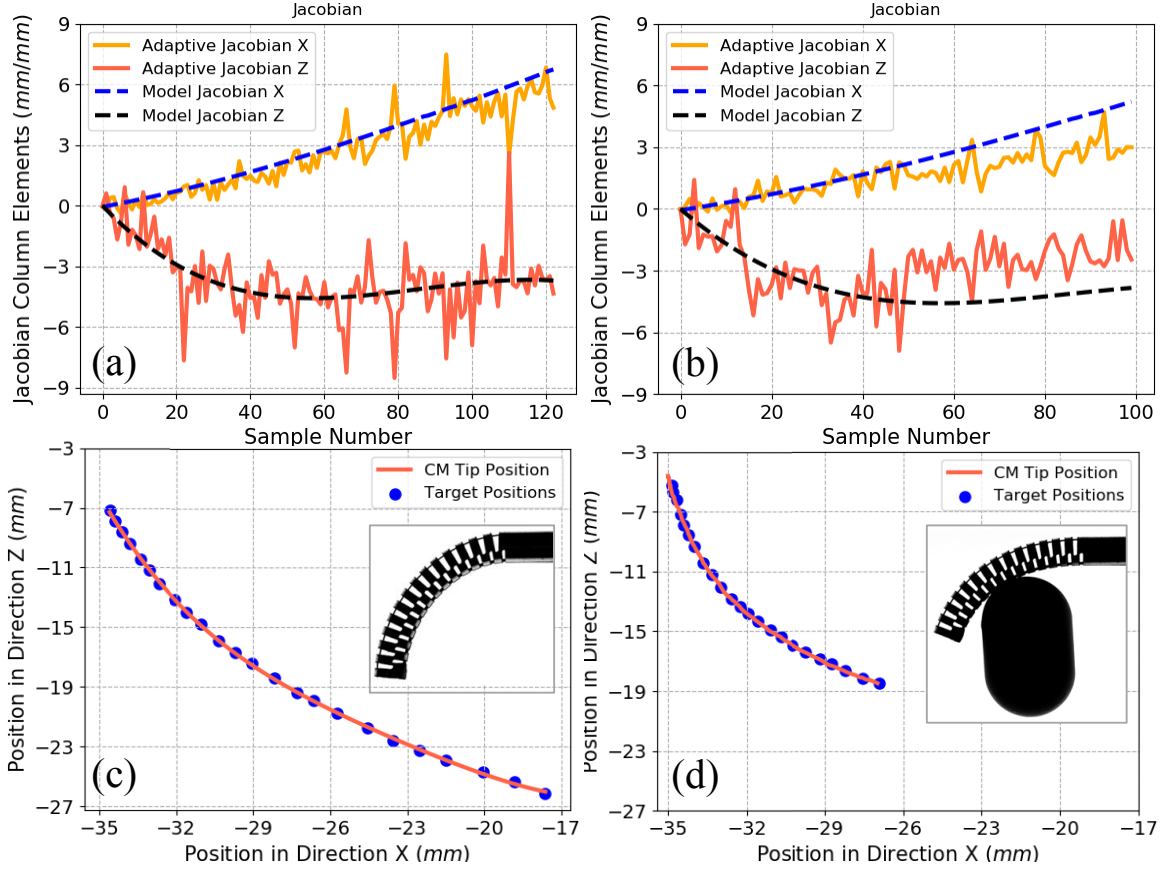 Jacobian
Jacobian Column Elements (mm/mm)
9
6
3
0
−3
−6
−9
Adaptive Jacobian X
Adaptive Jacobian Z
Model Jacobian X
Model Jacobian Z
(a)
0 20 40 60 80 100 120
Sample Number
Jacobian
Jacobian Column Elements (mm/mm)
9
6
3
0
−3
−6
−9
Adaptive Jacobian X
Adaptive Jacobian Z
Model Jacobian X
Model Jacobian Z
(b)
0 20 40 60 80 100
Sample Number
Position in Direction Z (mm)
−3
−7
−11
−15
−19
−23
−27
CM Tip Position
Target Positions
(c)
−35 −32 −29 −26 −23 −20 −17
Position in Direction X (mm)
Position in Direction Z (mm)
−3
−7
−11
−15
−19
−23
−27
CM Tip Position
Target Positions
(d)
−35 −32 −29 −26 −23 −20 −17
Position in Direction X (mm)